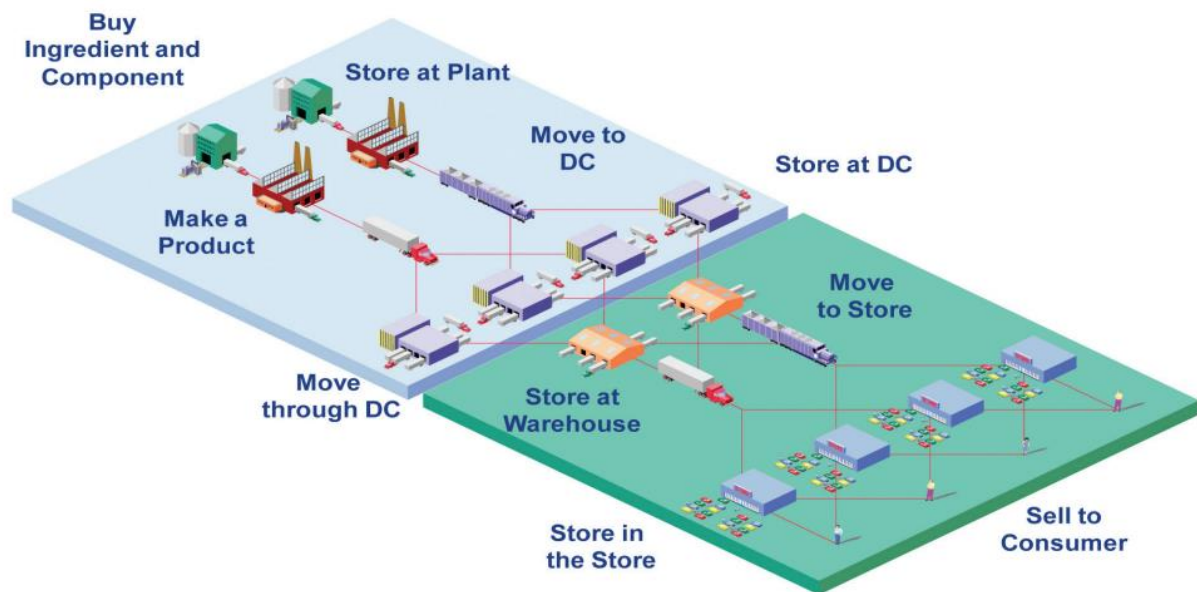 Buy
Ingredient and
Component
Store at Plant
Move to
DC
Store at DC
Make a
Product
Move
to Store
Move
through DC
Store at
Warehouse
Store in
the Store
Sell to
Consumer